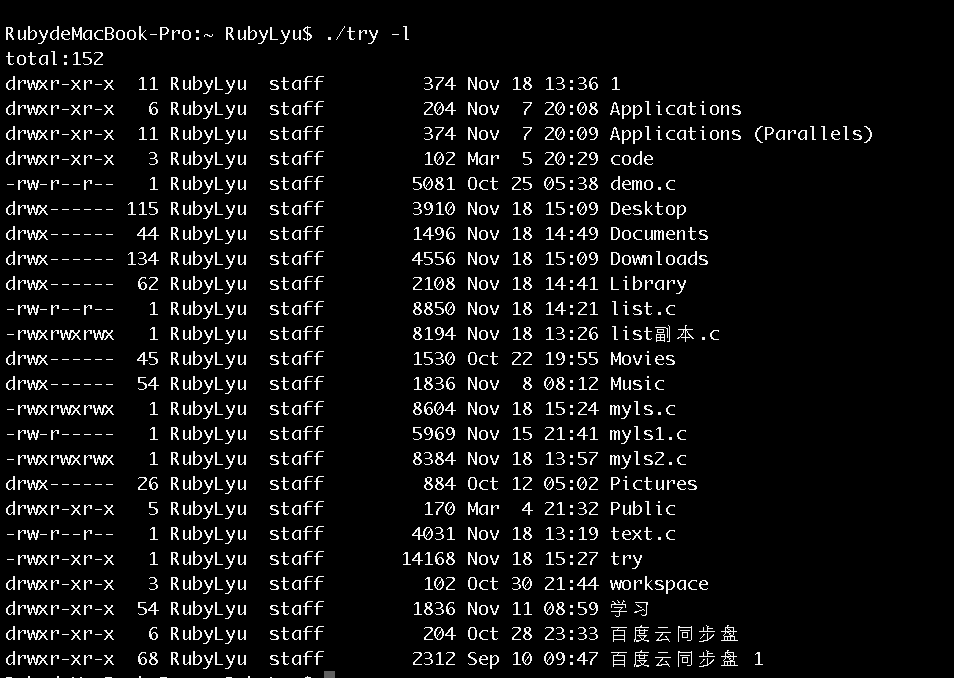 RubydeMacBook-Pro:~ RubyLyu$ ./try -l
total:152
drwxr-xr-x  11 RubyLyu  staff         374 Nov 18 13:36 1
drwxr-xr-x   6 RubyLyu  staff         204 Nov  7 20:08 Applications
drwxr-xr-x  11 RubyLyu  staff         374 Nov  7 20:09 Applications (Parallels)
drwxr-xr-x   3 RubyLyu  staff         102 Mar  5 20:29 code
-rw-r--r--   1 RubyLyu  staff        5081 Oct 25 05:38 demo.c
drwx------ 115 RubyLyu  staff        3910 Nov 18 15:09 Desktop
drwx------  44 RubyLyu  staff        1496 Nov 18 14:49 Documents
drwx------ 134 RubyLyu  staff        4556 Nov 18 15:09 Downloads
drwx------  62 RubyLyu  staff        2108 Nov 18 14:41 Library
-rw-r--r--   1 RubyLyu  staff        8850 Nov 18 14:21 list.c
-rwxrwxrwx   1 RubyLyu  staff        8194 Nov 18 13:26 list副本.c
drwx------  45 RubyLyu  staff        1530 Oct 22 19:55 Movies
drwx------  54 RubyLyu  staff        1836 Nov  8 08:12 Music
-rwxrwxrwx   1 RubyLyu  staff        8604 Nov 18 15:24 myls.c
-rw-r-----   1 RubyLyu  staff        5969 Nov 15 21:41 myls1.c
-rwxrwxrwx   1 RubyLyu  staff        8384 Nov 18 13:57 myls2.c
drwx------  26 RubyLyu  staff         884 Oct 12 05:02 Pictures
drwxr-xr-x   5 RubyLyu  staff         170 Mar  4 21:32 Public
-rw-r--r--   1 RubyLyu  staff        4031 Nov 18 13:19 text.c
-rwxr-xr-x   1 RubyLyu  staff       14168 Nov 18 15:27 try
drwxr-xr-x   3 RubyLyu  staff         102 Oct 30 21:44 workspace
drwxr-xr-x  54 RubyLyu  staff        1836 Nov 11 08:59 学习
drwxr-xr-x   6 RubyLyu  staff         204 Oct 28 23:33 百度云同步盘
drwxr-xr-x  68 RubyLyu  staff        2312 Sep 10 09:47 百度云同步盘 1